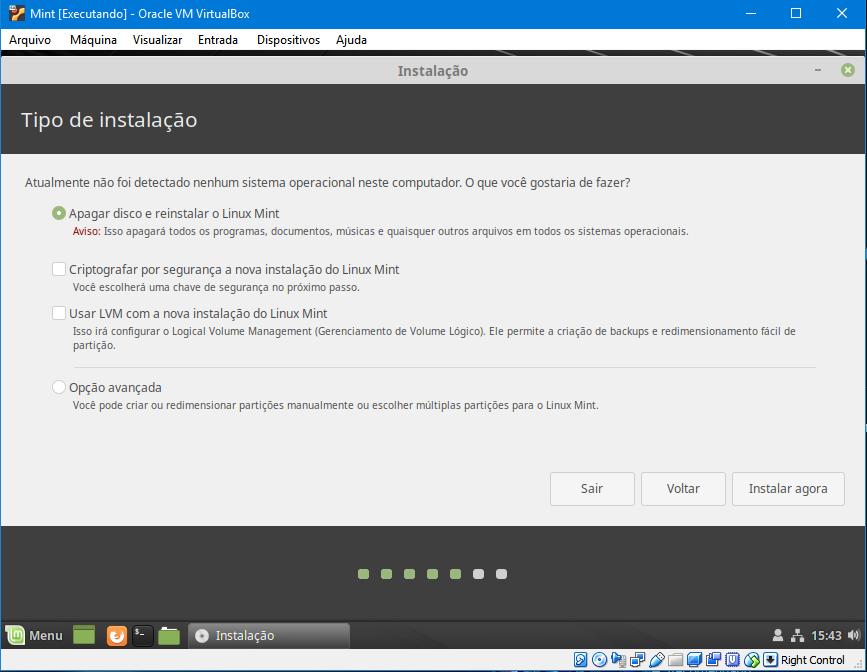 Mint [Executando] - Oracle VM VirtualBox
Arquivo Máquina Visualizar Entrada Dispositivos Ajuda
Instalação
Tipo de instalação
Atualmente não foi detectado nenhum sistema operacional neste computador. O que você gostaria de fazer?
Apagar disco e reinstalar o Linux Mint
Aviso: Isso apagará todos os programas, documentos, músicas e quaisquer outros arquivos em todos os sistemas operacionais.
Criptografar por segurança a nova instalação do Linux Mint
Você escolherá uma chave de segurança no próximo passo.
Usar LVM com a nova instalação do Linux Mint
Isso irá configurar o Logical Volume Management (Gerenciamento de Volume Lógico). Ele permite a criação de backups e redimensionamento fácil de
partição.
Opção avançada
Você pode criar ou redimensionar partições manualmente ou escolher múltiplas partições para o Linux Mint.
Sair Voltar Instalar agora
Menu Instalação 15:43
Right Control